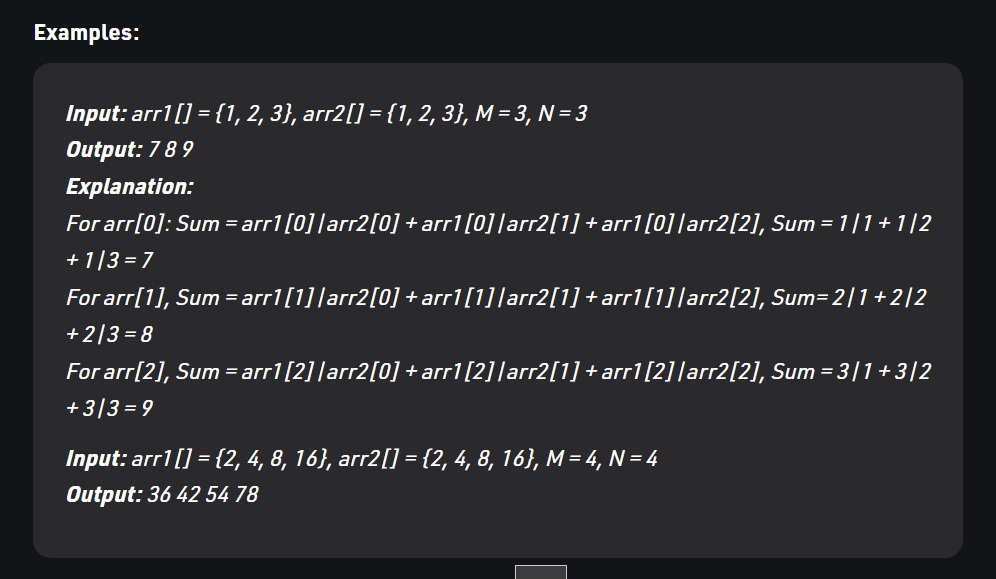 Examples:
Input: arr1[] = {1, 2, 3}, arr2[] = {1, 2, 3}, M = 3, N = 3
Output: 7 8 9
Explanation:
For arr[0]: Sum = arr1[0]|arr2[0] + arr1[0]|arr2[1] + arr1[0]|arr2[2], Sum = 1|1 + 1|2
+ 1|3 = 7
For arr[1], Sum = arr1[1]|arr2[0] + arr1[1]|arr2[1] + arr1[1]|arr2[2], Sum= 2|1 + 2|2
+ 2|3 = 8
For arr[2], Sum = arr1[2]|arr2[0] + arr1[2]|arr2[1] + arr1[2]|arr2[2], Sum = 3|1 + 3|2
+ 3|3 = 9
Input: arr1[] = {2, 4, 8, 16}, arr2[] = {2, 4, 8, 16}, M = 4, N = 4
Output: 36 42 54 78